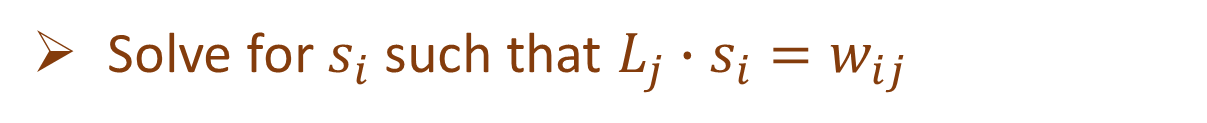 ➢ Solve for 𝑠ᵢ such that 𝐿ⱼ · 𝑠ᵢ = 𝑤ᵢⱼ